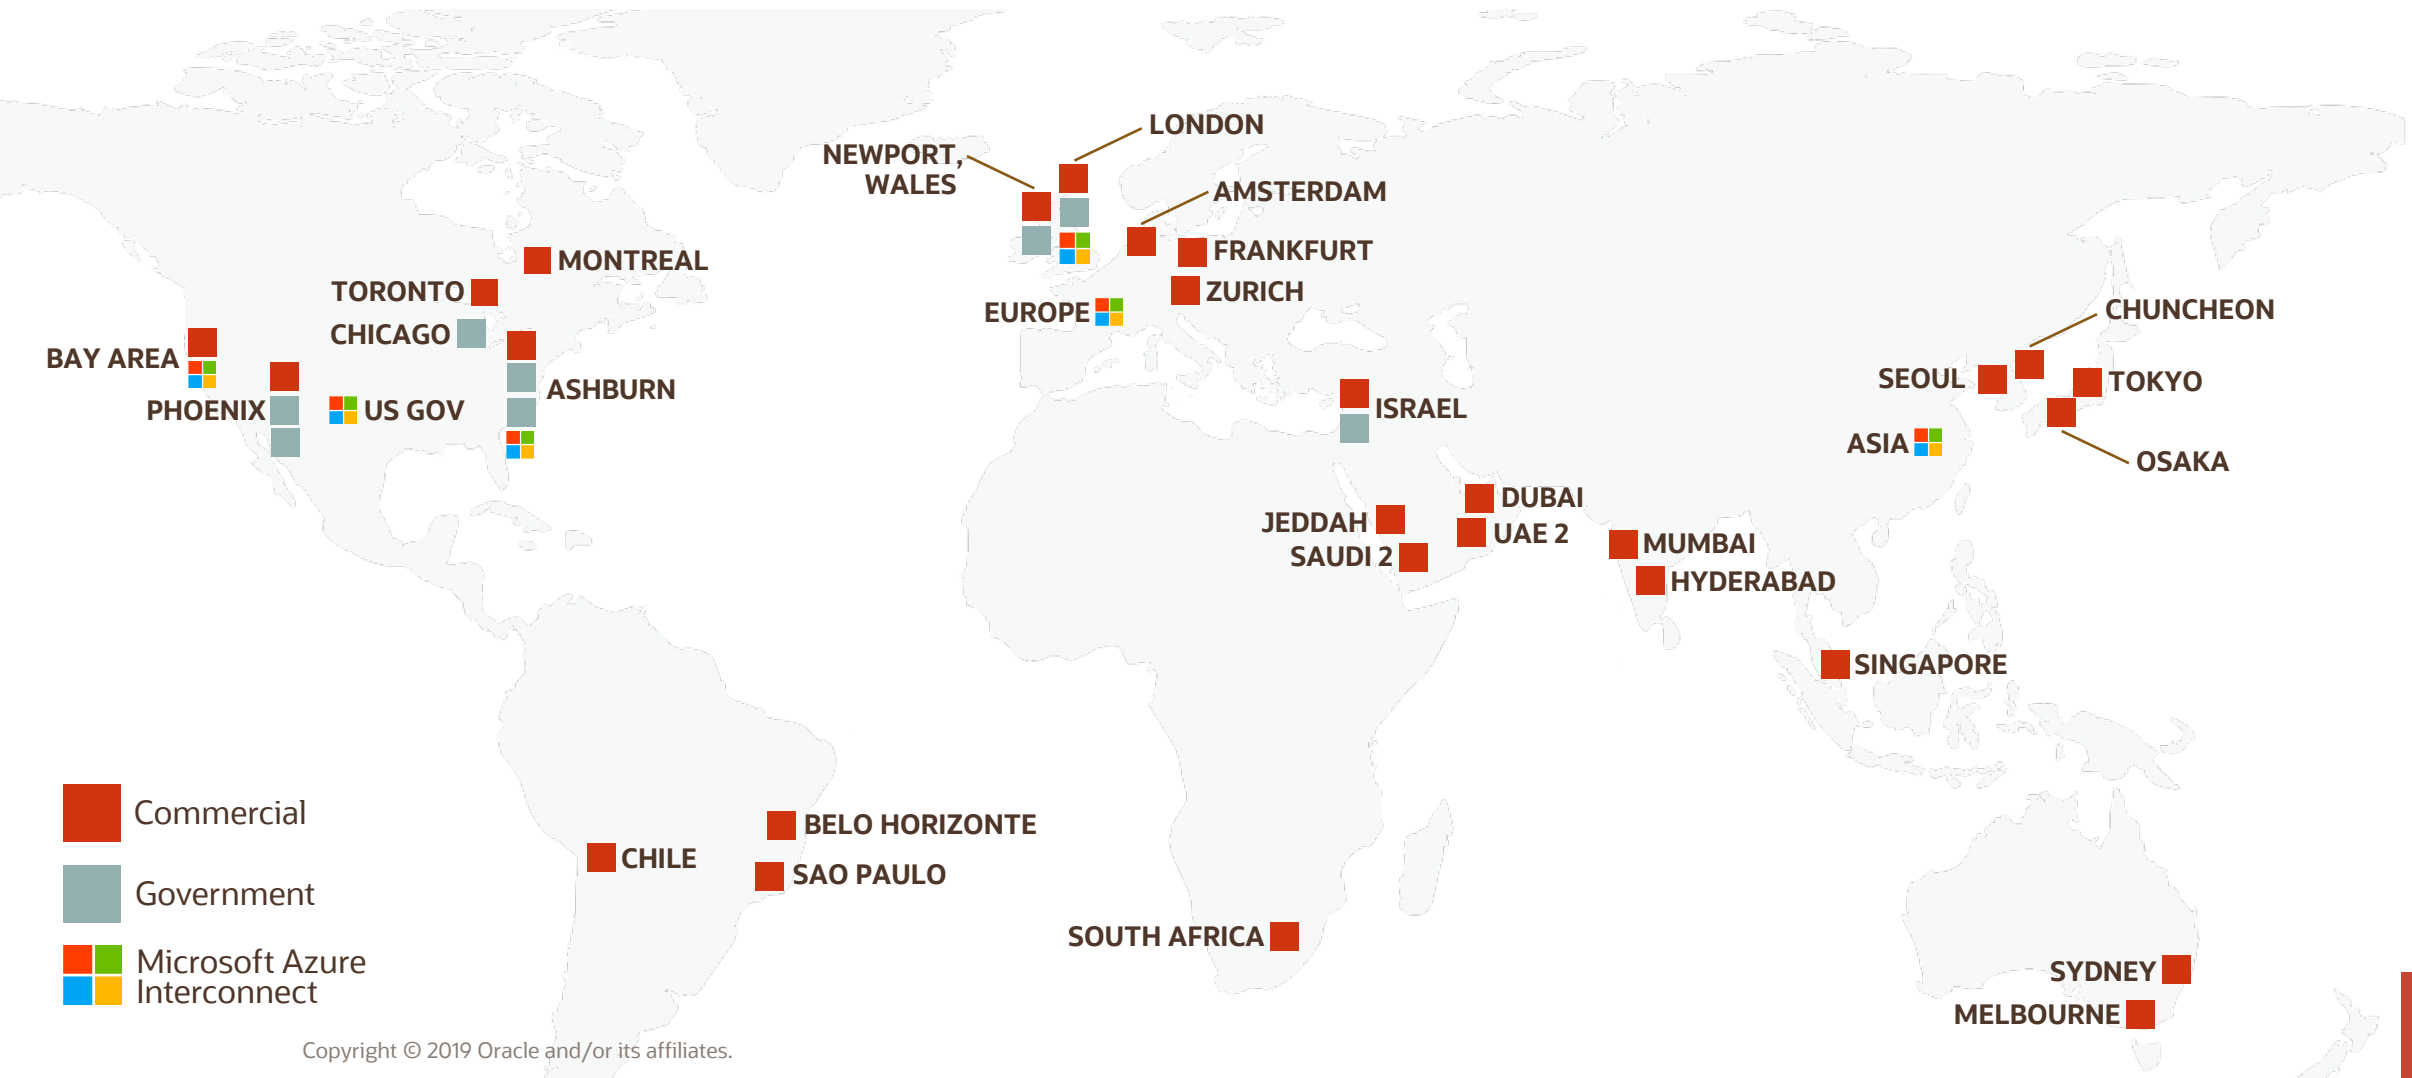 LONDON
NEWPORT,
WALES
AMSTERDAM
FRANKFURT
ZURICH
EUROPE
MONTREAL
TORONTO
CHICAGO
BAY AREA
ASHBURN
PHOENIX
US GOV
ISRAEL
CHUNCHEON
SEOUL
TOKYO
ASIA
OSAKA
DUBAI
JEDDAH
UAE 2
SAUDI 2
MUMBAI
HYDERABAD
SINGAPORE
BELO HORIZONTE
CHILE
SAO PAULO
SOUTH AFRICA
SYDNEY
MELBOURNE
Commercial
Government
Microsoft Azure
Interconnect
Copyright © 2019 Oracle and/or its affiliates.